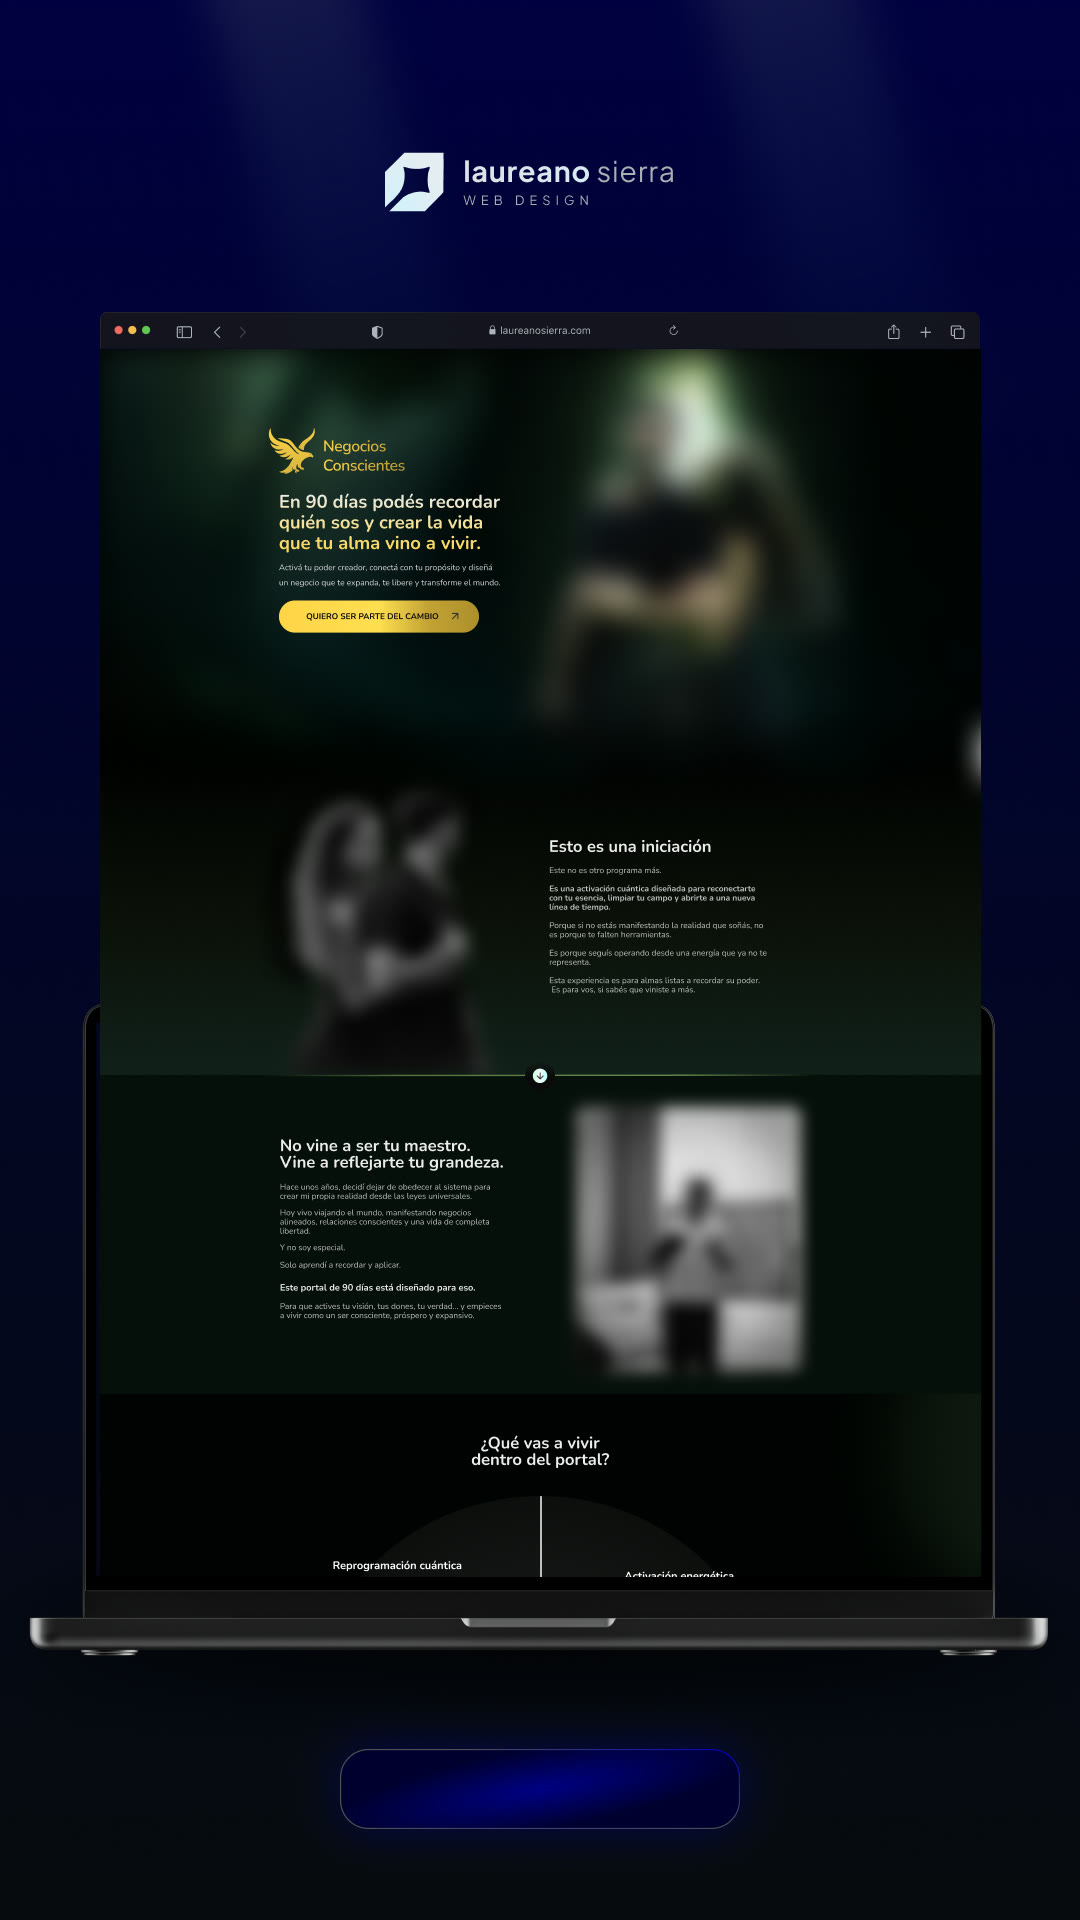 laureano sierra
WEB DESIGN
laureanosierra.com
Negocios
Conscientes
En 90 días podés recordar
quién sos y crear la vida
que tu alma vino a vivir.
Activá tu poder creador, conectá con tu propósito y diseñá
un negocio que te expanda, te libere y transforme el mundo.
QUIERO SER PARTE DEL CAMBIO
Esto es una iniciación
Este no es otro programa más.
Es una activación cuántica diseñada para reconectarte
con tu esencia, limpiar tu campo y abrirte a una nueva
línea de tiempo.
Porque si no estás manifestando la realidad que soñás, no
es porque te falten herramientas.
Es porque seguís operando desde una energía que ya no te
representa.
Esta experiencia es para almas listas a recordar su poder.
Es para vos, si sabés que viniste a más.
No vine a ser tu maestro.
Vine a reflejarte tu grandeza.
Hace unos años, decidí dejar de obedecer al sistema para
crear mi propia realidad desde las leyes universales.
Hoy vivo viajando el mundo, manifestando negocios
alineados, relaciones conscientes y una vida de completa
libertad.
Y no soy especial.
Solo aprendí a recordar y aplicar.
Este portal de 90 días está diseñado para eso.
Para que actives tu visión, tus dones, tu verdad... y empieces
a vivir como un ser consciente, próspero y expansivo.
¿Qué vas a vivir
dentro del portal?
Reprogramación cuántica
Activación energética